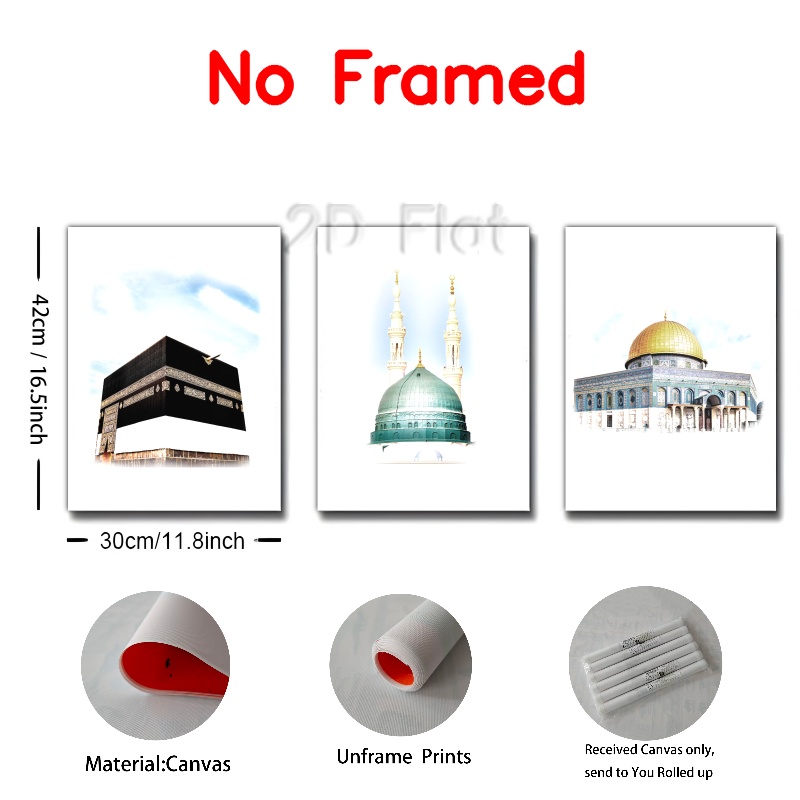 No Framed
2D Flat
42cm / 16.5inch
30cm/11.8inch
Material:Canvas
Unframe Prints
Received Canvas only,
send to You Rolled up